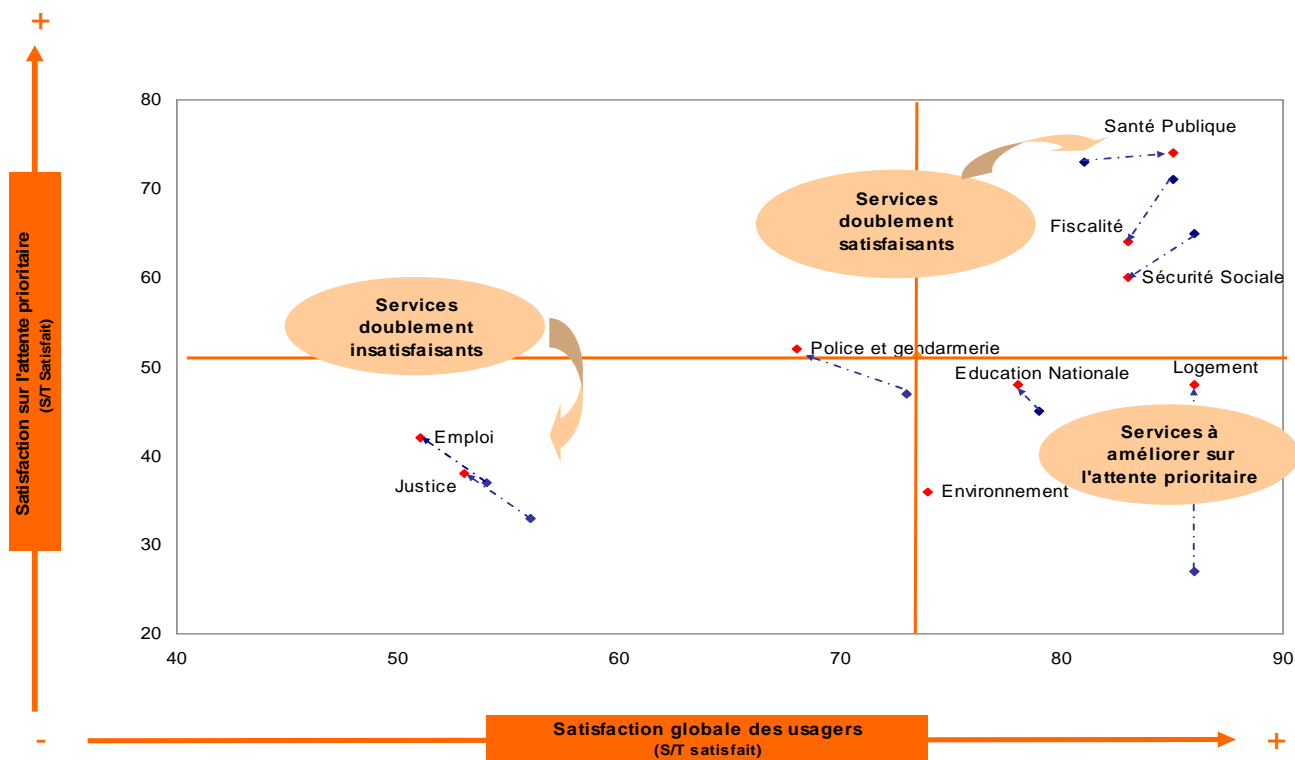 +
Satisfaction sur l'attente prioritaire
(S/T Satisfait)
-
80
70
60
50
40
30
20
40
50
60
70
80
90
Santé Publique
Services
doublement
satisfaisants
Fiscalité
Sécurité Sociale
Services
doublement
insatisfaisants
Police et gendarmerie
Education Nationale
Logement
Emploi
Justice
Services à
améliorer sur
l'attente prioritaire
Environnement
Satisfaction globale des usagers
(S/T satisfait)
+